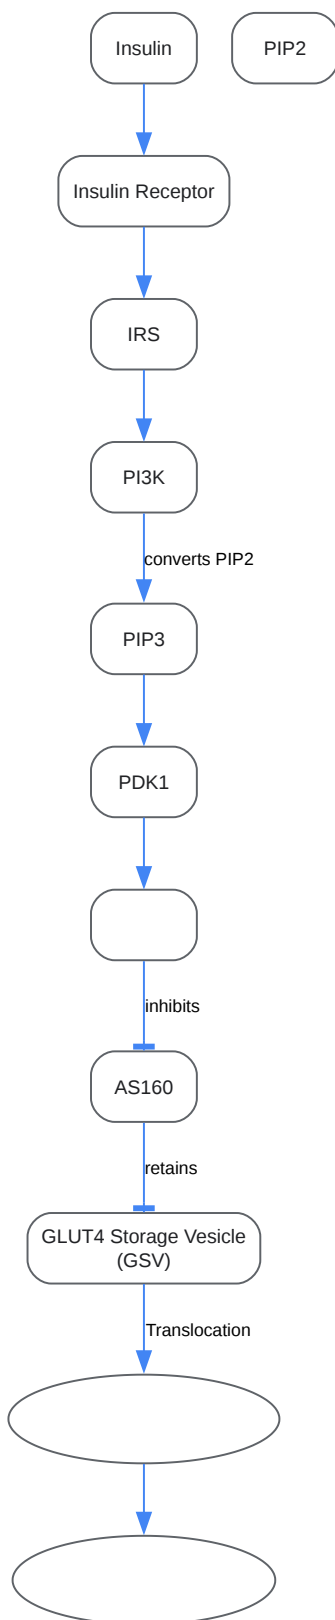 Insulin
PIP2
Insulin Receptor
IRS
PI3K
converts PIP2
PIP3
PDK1
inhibits
AS160
retains
GLUT4 Storage Vesicle
(GSV)
Translocation